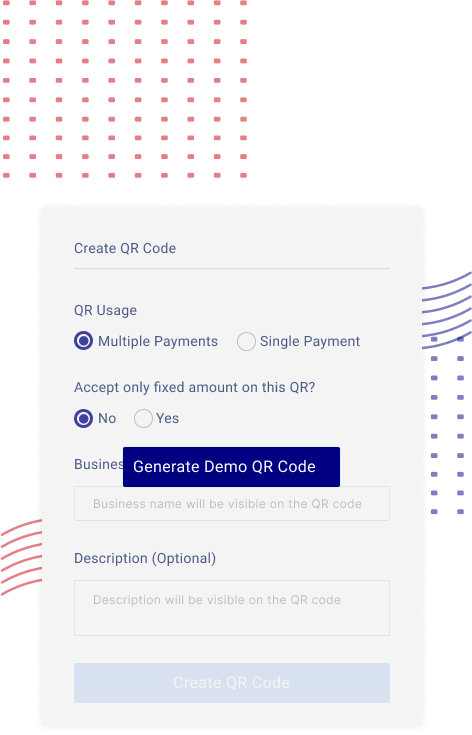 Create QR Code
QR Usage
Multiple Payments Single Payment
Accept only fixed amount on this QR?
No Yes
Generate Demo QR Code
Business name will be visible on the QR code
Description (Optional)
Description will be visible on the QR code
Create QR Code